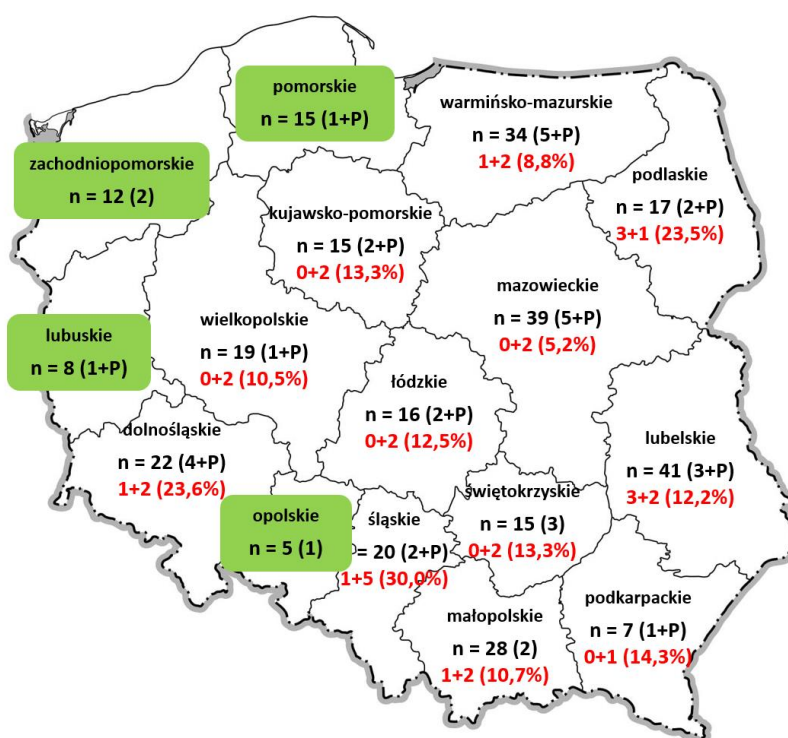 pomorskie
n = 15 (1+P)
warmińsko-mazurskie
n = 34 (5+P)
1+2 (8,8%)
zachodniopomorskie
n = 12 (2)
podlaskie
n = 17 (2+P)
3+1 (23,5%)
kujawsko-pomorskie
n = 15 (2+P)
0+2 (13,3%)
mazowieckie
n = 39 (5+P)
0+2 (5,2%)
lubuskie
n = 8 (1+P)
wielkopolskie
n = 19 (1+P)
0+2 (10,5%)
łódzkie
n = 16 (2+P)
0+2 (12,5%)
dolnośląskie
n = 22 (4+P)
1+2 (23,6%)
lubelskie
n = 41 (3+P)
3+2 (12,2%)
opolskie
n = 5 (1)
śląskie
= 20 (2+P)
1+5 (30,0%)
świętokrzyskie
n = 15 (3)
0+2 (13,3%)
małopolskie
n = 28 (2)
1+2 (10,7%)
podkarpackie
n = 7 (1+P)
0+1 (14,3%)